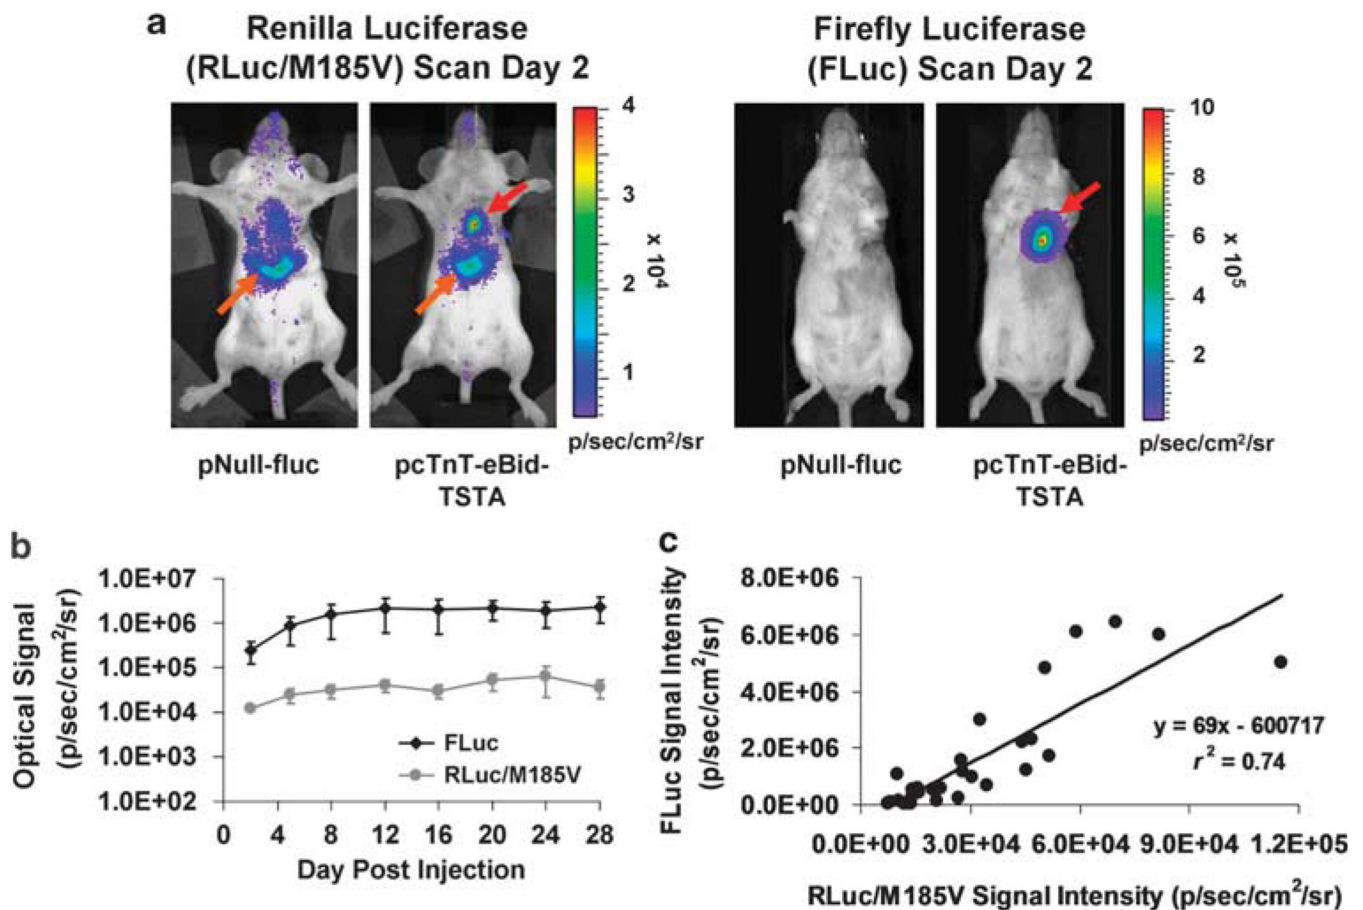 a
Renilla Luciferase
(RLuc/M185V) Scan Day 2
Firefly Luciferase
(FLuc) Scan Day 2
4
3
2
1
x 10⁴
p/sec/cm²/sr
pNull-fluc
pcTnT-eBid-
TSTA
10
8
6
4
2
x 10⁵
p/sec/cm²/sr
pNull-fluc
pcTnT-eBid-
TSTA
b
Optical Signal
(p/sec/cm²/sr)
1.0E+07
1.0E+06
1.0E+05
1.0E+04
1.0E+03
1.0E+02
FLuc
RLuc/M185V
0 4 8 12 16 20 24 28
Day Post Injection
c
FLuc Signal Intensity
(p/sec/cm²/sr)
8.0E+06
6.0E+06
4.0E+06
2.0E+06
0.0E+00
y = 69x - 600717
r² = 0.74
0.0E+00 3.0E+04 6.0E+04 9.0E+04 1.2E+05
RLuc/M185V Signal Intensity (p/sec/cm²/sr)